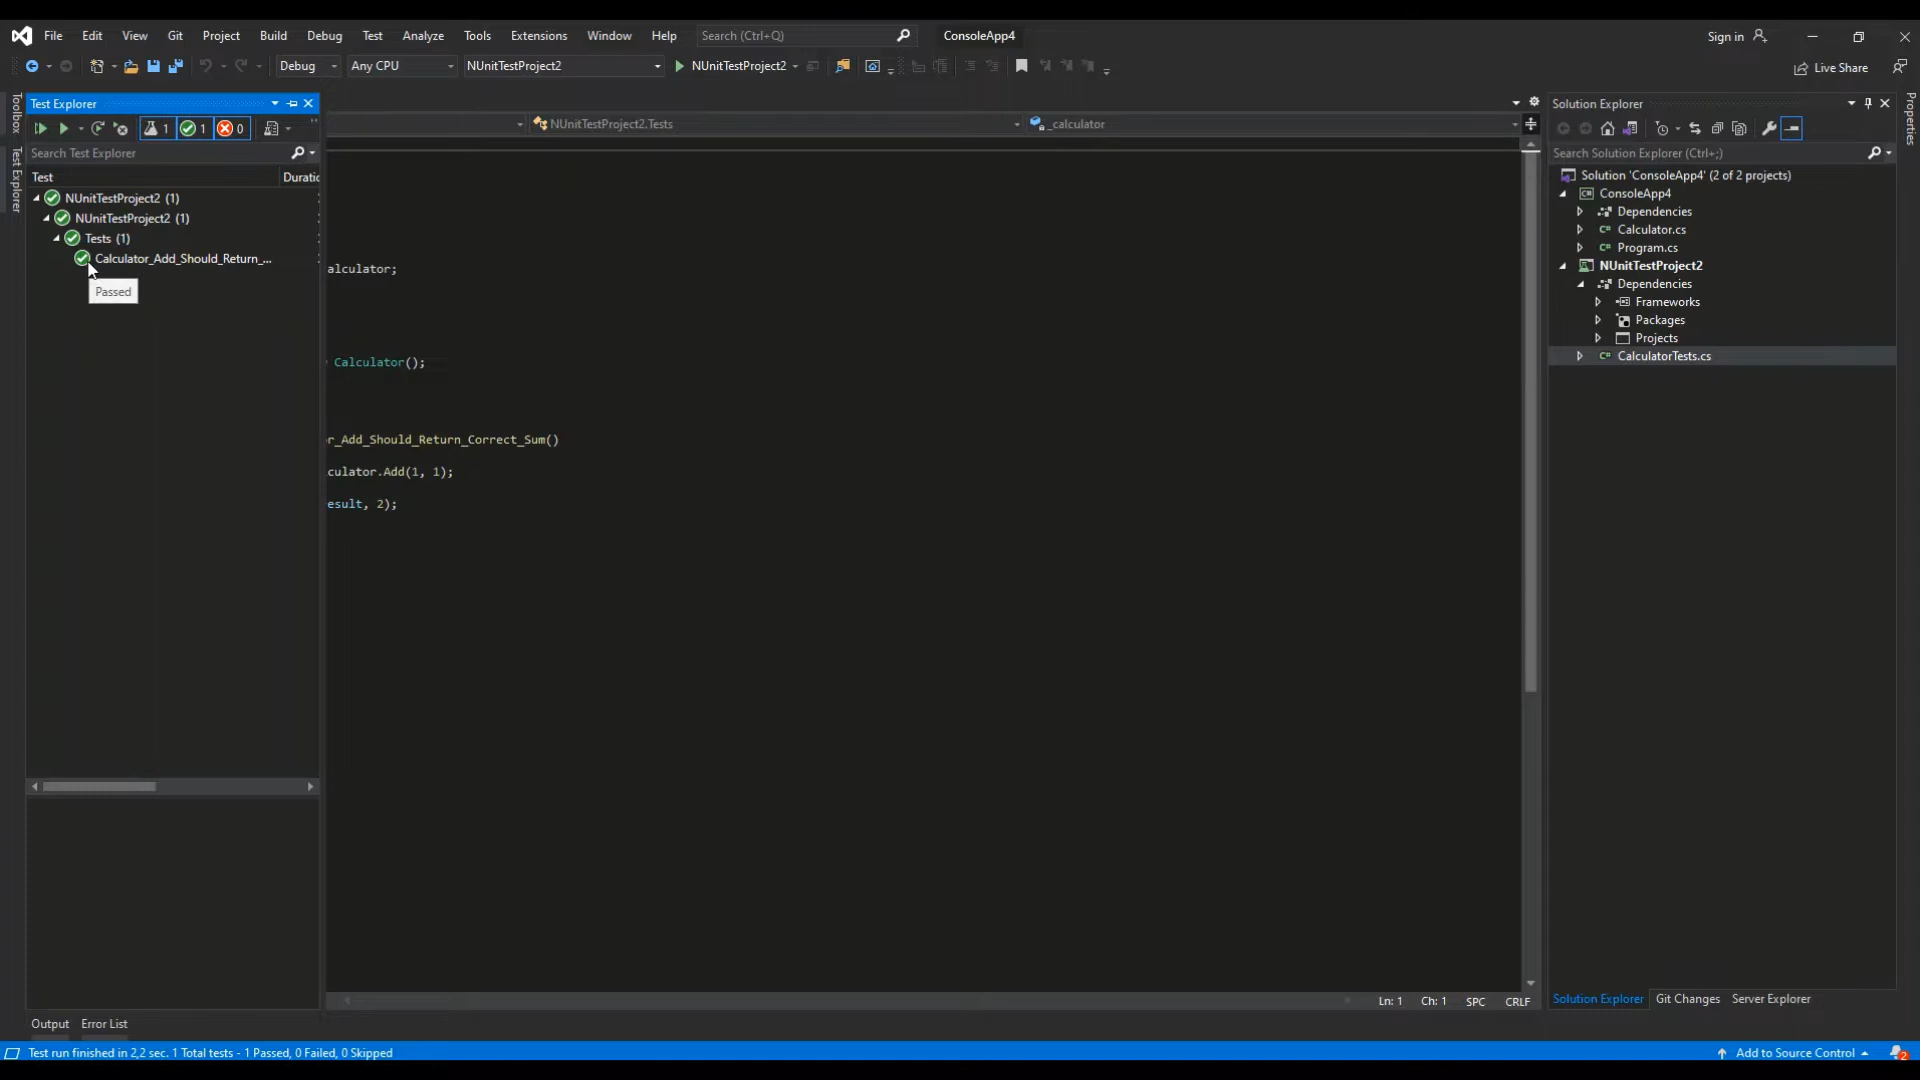 File Edit View Git Project Build Debug Test Analyze Tools Extensions Window Help Search (Ctrl+Q) ConsoleApp4 Sign in
Debug Any CPU NUnitTestProject2 NUnitTestProject2 Live Share
Toolbox
Test Explorer
Properties
Test Explorer
1 1 0
Search Test Explorer
Test Duratic
NUnitTestProject2 (1)
NUnitTestProject2 (1)
Tests (1)
Calculator_Add_Should_Return_...
Passed
NUnitTestProject2.Tests _calculator
alculator;
Calculator();
r_Add_Should_Return_Correct_Sum()
culator.Add(1, 1);
esult, 2);
Ln: 1 Ch: 1 SPC CRLF
Solution Explorer
Search Solution Explorer (Ctrl+;)
Solution 'ConsoleApp4' (2 of 2 projects)
ConsoleApp4
Dependencies
C# Calculator.cs
C# Program.cs
NUnitTestProject2
Dependencies
Frameworks
Packages
Projects
C# CalculatorTests.cs
Solution Explorer Git Changes Server Explorer
Output Error List
Test run finished in 2,2 sec. 1 Total tests - 1 Passed, 0 Failed, 0 Skipped
Add to Source Control 2